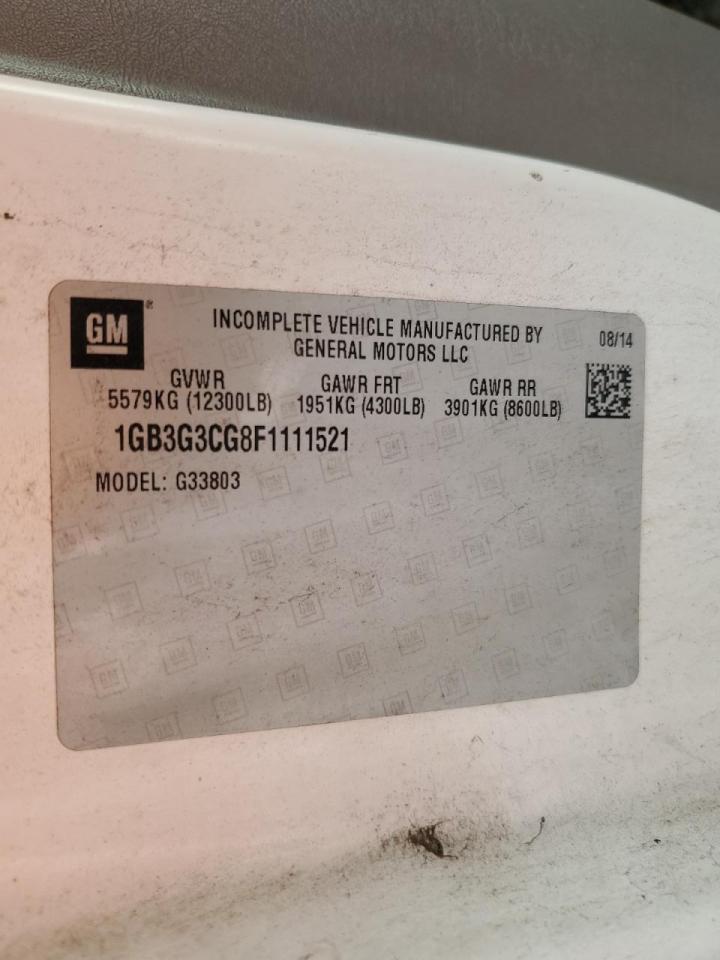 GM
INCOMPLETE VEHICLE MANUFACTURED BY
GENERAL MOTORS LLC
08/14
GVWR
5579KG (12300LB)
GAWR FRT
1951KG (4300LB)
GAWR RR
3901KG (8600LB)
1GB3G3CG8F1111521
MODEL: G33803